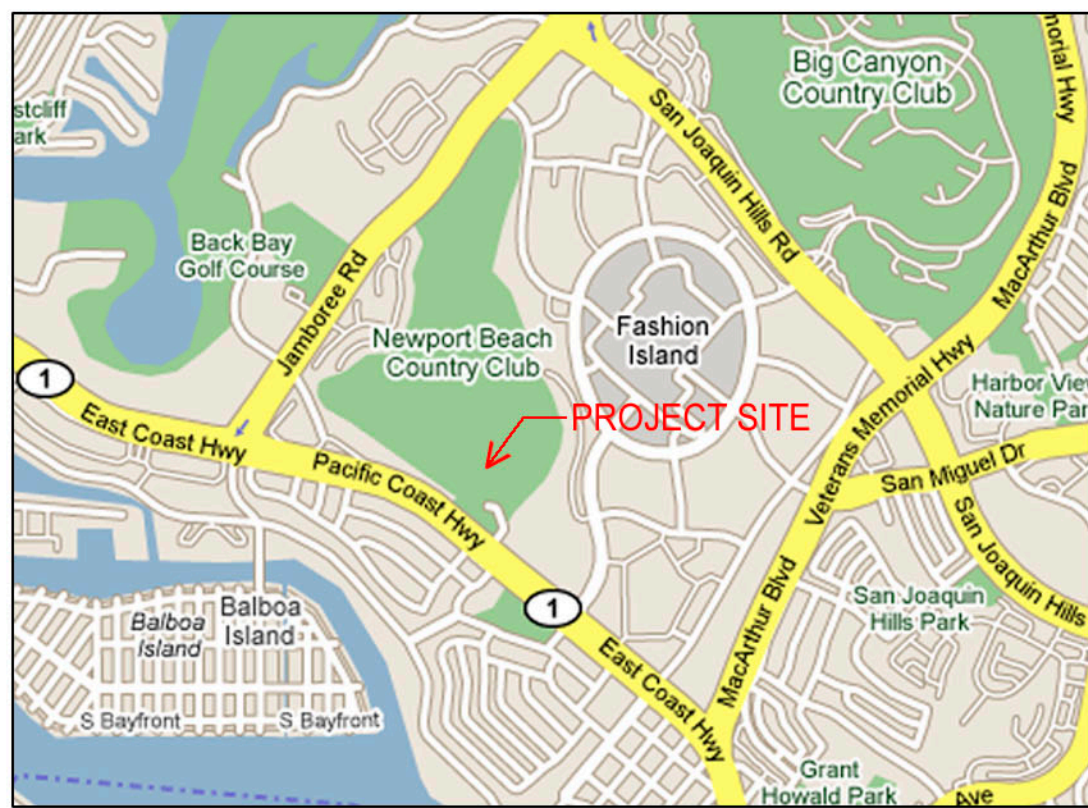 Big Canyon
Country Club
morial Hwy
stcliff
ark
San Joaquin Hills Rd
MacArthur Blvd
Back Bay
Golf Course
Jamboree Rd
Newport Beach
Country Club
Fashion
Island
Veterans Memorial Hwy
Harbor View
Nature Par
1
East Coast Hwy
PROJECT SITE
Pacific Coast Hwy
San Miguel Dr
San Joaquin Hills
MacArthur Blvd
San Joaquin
Hills Park
1
Balboa
Island
Balboa
Island
East Coast Hwy
MacArthur Blvd
S Bayfront
S Bayfront
Grant
Howald Park
Ave